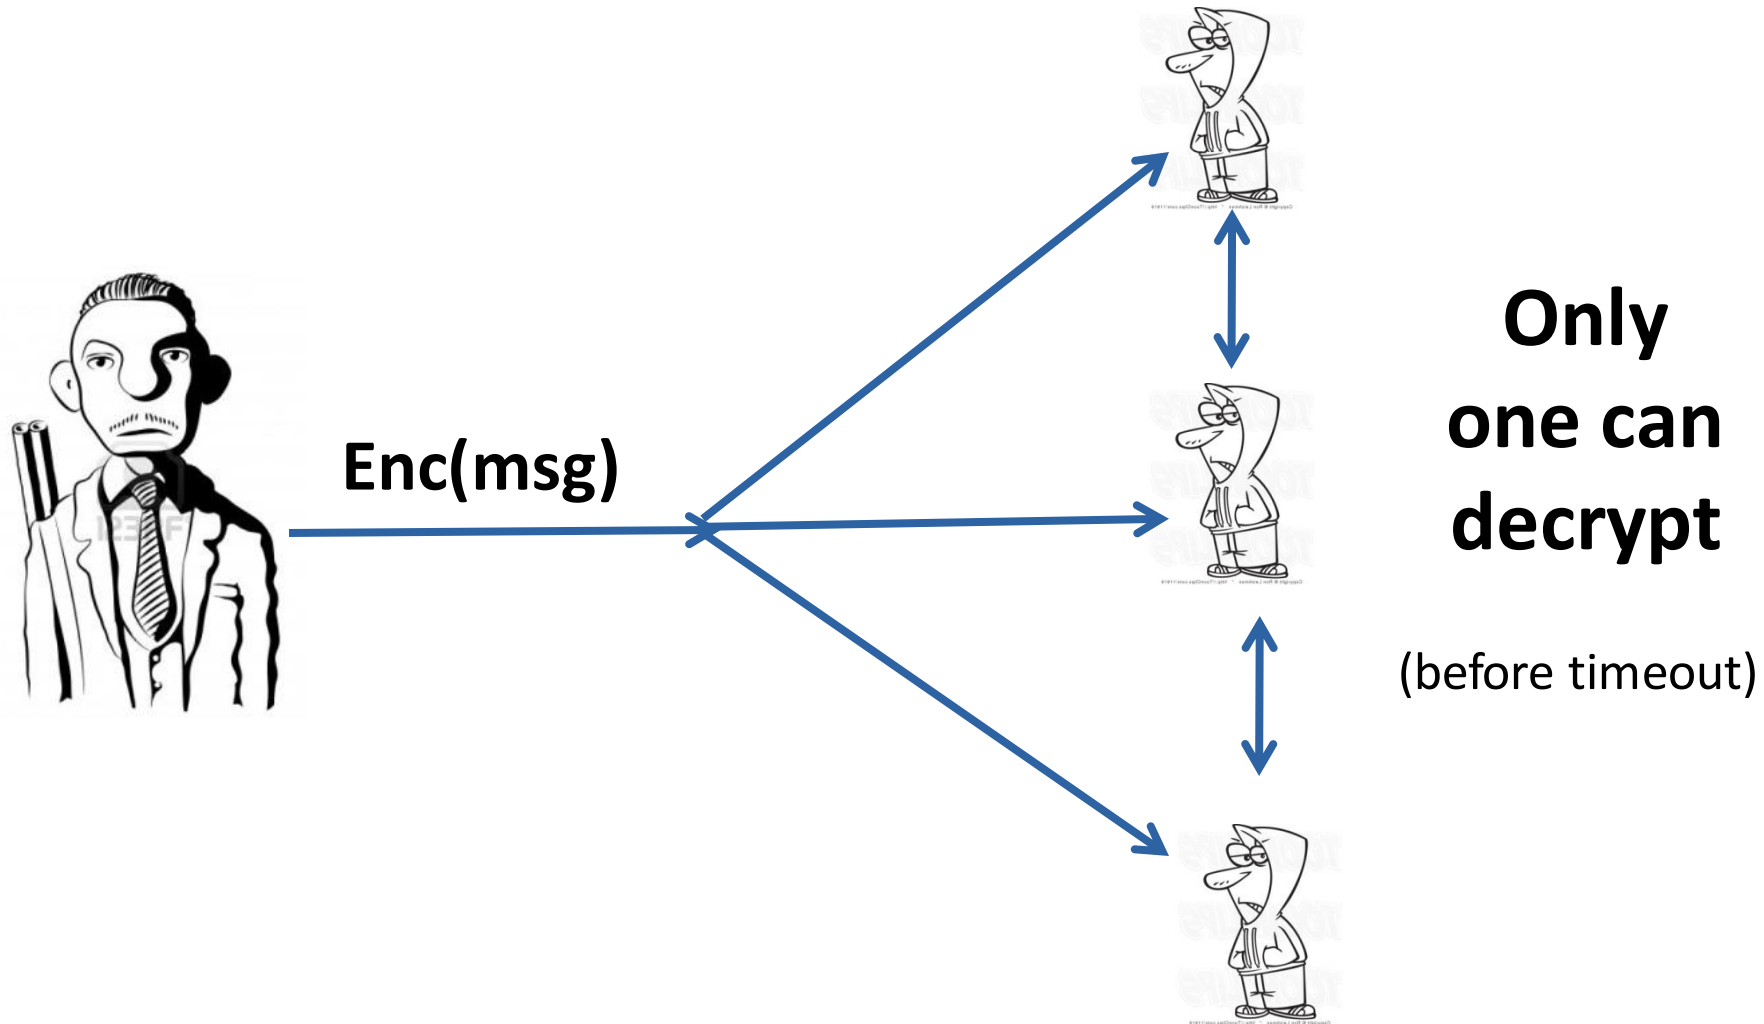 Enc(msg)
Only
one can
decrypt
(before timeout)